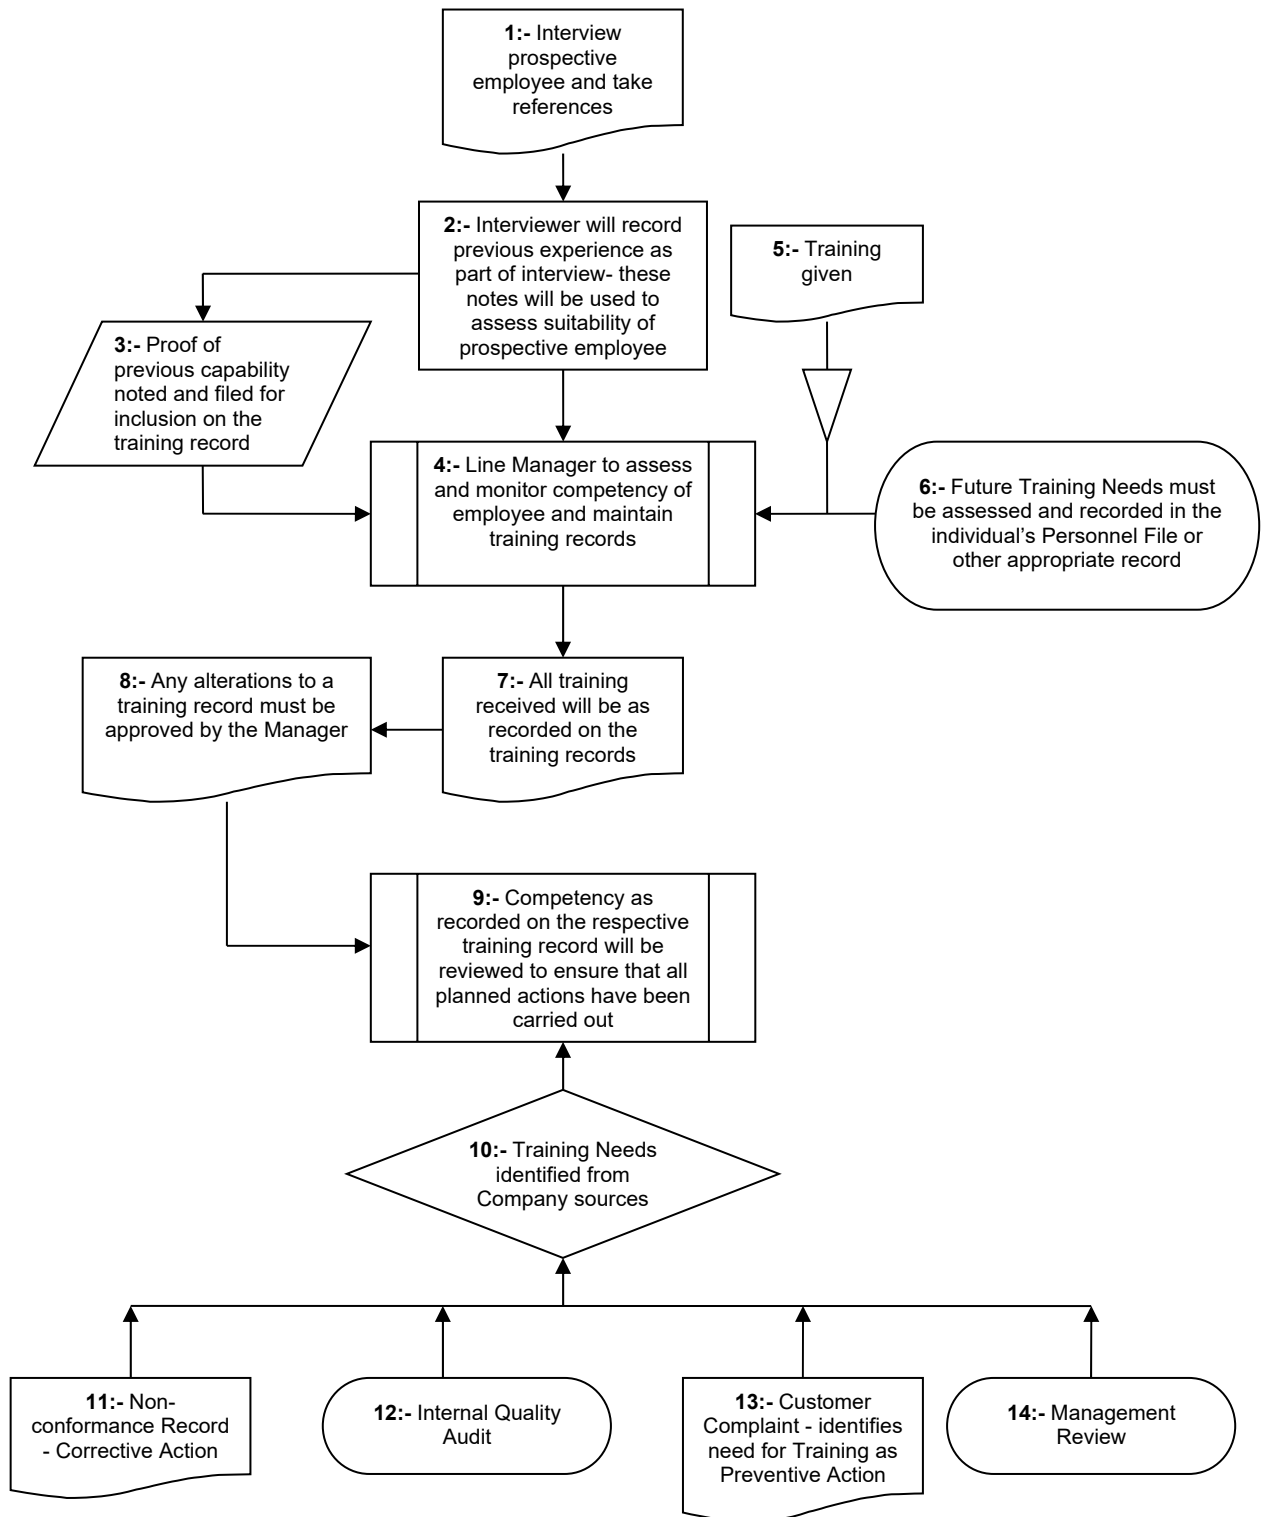 1:- Interview
prospective
employee and take
references
2:- Interviewer will record
previous experience as
part of interview- these
notes will be used to
assess suitability of
prospective employee
5:- Training
given
3:- Proof of
previous capability
noted and filed for
inclusion on the
training record
4:- Line Manager to assess
and monitor competency of
employee and maintain
training records
6:- Future Training Needs must
be assessed and recorded in the
individual’s Personnel File or
other appropriate record
8:- Any alterations to a
training record must be
approved by the Manager
7:- All training
received will be as
recorded on the
training records
9:- Competency as
recorded on the respective
training record will be
reviewed to ensure that all
planned actions have been
carried out
10:- Training Needs
identified from
Company sources
11:- Non-
conformance Record
- Corrective Action
12:- Internal Quality
Audit
13:- Customer
Complaint - identifies
need for Training as
Preventive Action
14:- Management
Review